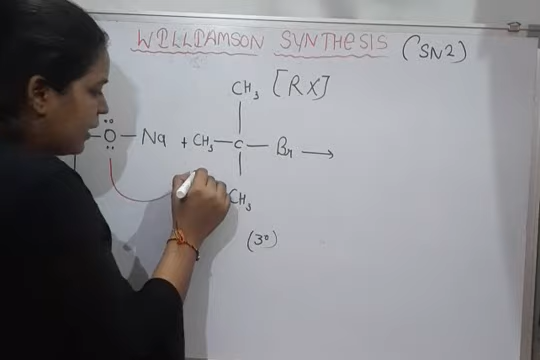 WILLIAMSON SYNTHESIS (SN2)
CH3 [RX]
O — Na + CH3 — C — Br →
CH3
(3°)